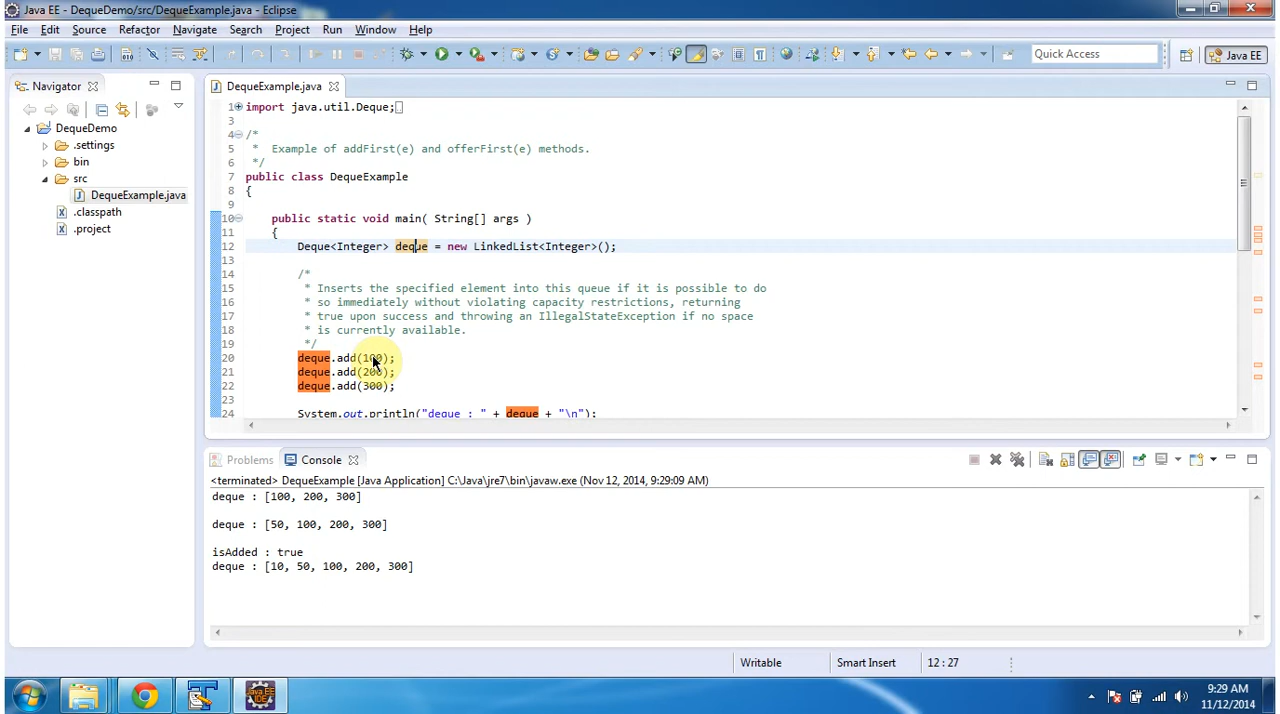 Java EE - DequeDemo/src/DequeExample.java - Eclipse
File Edit Source Refactor Navigate Search Project Run Window Help
Quick Access
Java EE
Navigator
DequeDemo
.settings
bin
src
DequeExample.java
.classpath
.project
DequeExample.java
1 import java.util.Deque;
3
4 /*
5 * Example of addFirst(e) and offerFirst(e) methods.
6 */
7 public class DequeExample
8 {
9
10 public static void main( String[] args )
11 {
12 Deque<Integer> deque = new LinkedList<Integer>();
13
14 /*
15 * Inserts the specified element into this queue if it is possible to do
16 * so immediately without violating capacity restrictions, returning
17 * true upon success and throwing an IllegalStateException if no space
18 * is currently available.
19 */
20 deque.add(100);
21 deque.add(200);
22 deque.add(300);
23
24 System.out.println("deque : " + deque + "\n");
Problems Console
<terminated> DequeExample [Java Application] C:\Java\jre7\bin\javaw.exe (Nov 12, 2014, 9:29:09 AM)
deque : [100, 200, 300]
deque : [50, 100, 200, 300]
isAdded : true
deque : [10, 50, 100, 200, 300]
Writable Smart Insert 12 : 27
9:29 AM
11/12/2014